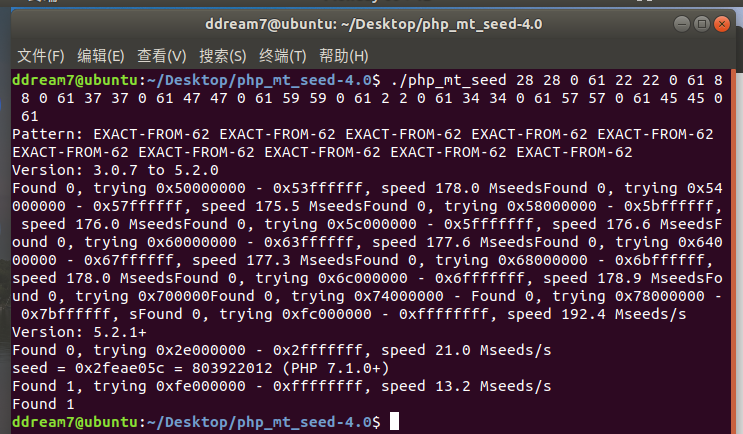 ddream7@ubuntu: ~/Desktop/php_mt_seed-4.0
文件(F) 编辑(E) 查看(V) 搜索(S) 终端(T) 帮助(H)
ddream7@ubuntu:~/Desktop/php_mt_seed-4.0$ ./php_mt_seed 28 28 0 61 22 22 0 61 8
 8 0 61 37 37 0 61 47 47 0 61 59 59 0 61 2 2 0 61 34 34 0 61 57 57 0 61 45 45 0
 61
Pattern: EXACT-FROM-62 EXACT-FROM-62 EXACT-FROM-62 EXACT-FROM-62 EXACT-FROM-62
EXACT-FROM-62 EXACT-FROM-62 EXACT-FROM-62 EXACT-FROM-62 EXACT-FROM-62
Version: 3.0.7 to 5.2.0
Found 0, trying 0x50000000 - 0x53ffffff, speed 178.0 MseedsFound 0, trying 0x54
000000 - 0x57ffffff, speed 175.5 MseedsFound 0, trying 0x58000000 - 0x5bffffff,
 speed 176.0 MseedsFound 0, trying 0x5c000000 - 0x5fffffff, speed 176.6 MseedsF
ound 0, trying 0x60000000 - 0x63ffffff, speed 177.6 MseedsFound 0, trying 0x640
00000 - 0x67ffffff, speed 177.3 MseedsFound 0, trying 0x68000000 - 0x6bffffff,
speed 178.0 MseedsFound 0, trying 0x6c000000 - 0x6fffffff, speed 178.9 MseedsFo
und 0, trying 0x700000Found 0, trying 0x74000000 - Found 0, trying 0x78000000 -
 0x7bffffff, sFound 0, trying 0xfc000000 - 0xffffffff, speed 192.4 Mseeds/s
Version: 5.2.1+
Found 0, trying 0x2e000000 - 0x2fffffff, speed 21.0 Mseeds/s
seed = 0x2feae05c = 803922012 (PHP 7.1.0+)
Found 1, trying 0xfe000000 - 0xffffffff, speed 13.2 Mseeds/s
Found 1
ddream7@ubuntu:~/Desktop/php_mt_seed-4.0$